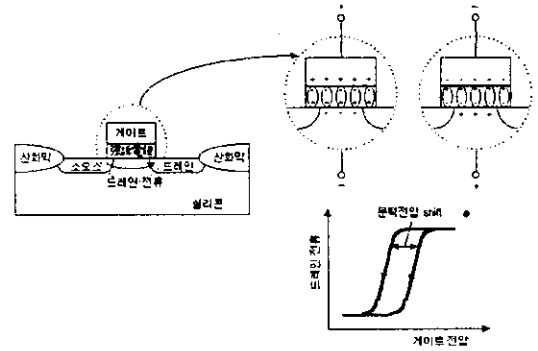 게이트
산화막
소오스
드레인
산화막
드레인·전류
실리콘
문턱전압 shift
드레인 전류
게이트 전압